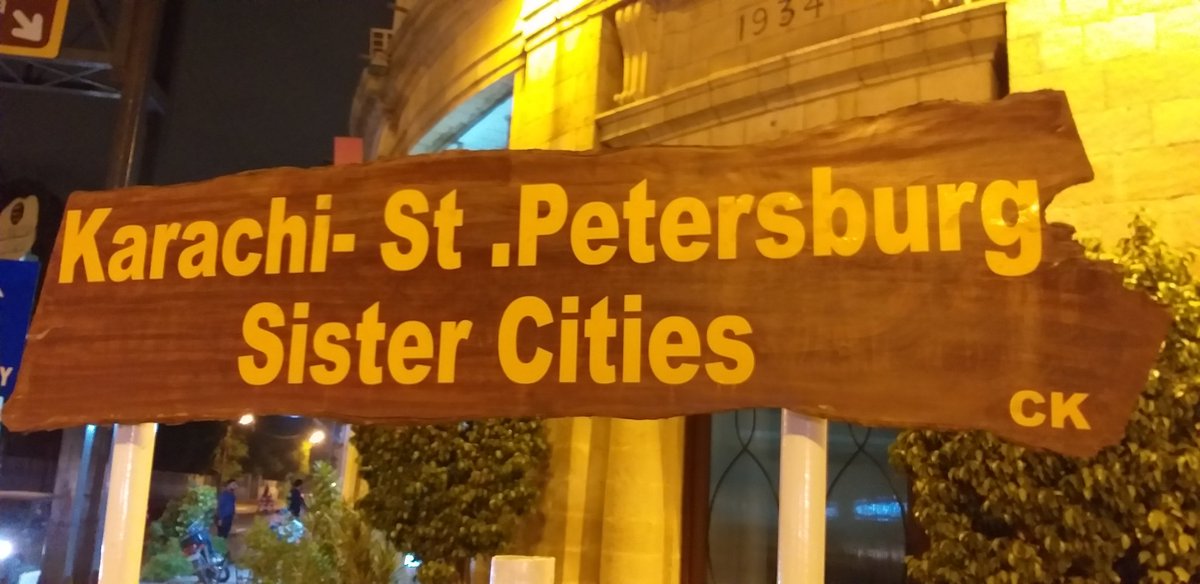 1934
Karachi- St .Petersburg
Sister Cities
CK